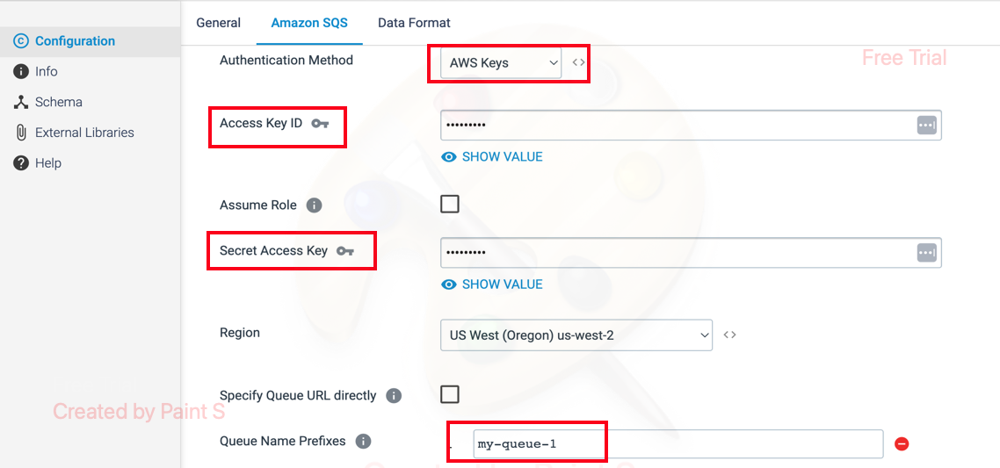 General Amazon SQS Data Format
Configuration
Info
Schema
External Libraries
Help
Authentication Method AWS Keys <>
Free Trial
Access Key ID •••••••••
SHOW VALUE
Assume Role
Secret Access Key •••••••••
SHOW VALUE
Region US West (Oregon) us-west-2 <>
Specify Queue URL directly
Created by Paint S
Queue Name Prefixes my-queue-1